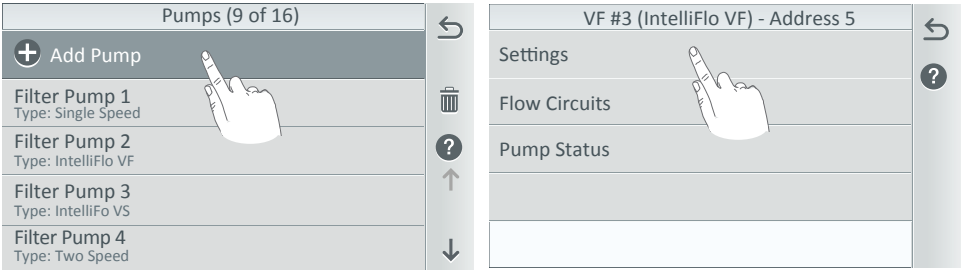 Pumps (9 of 16)
Add Pump
Filter Pump 1
Type: Single Speed
Filter Pump 2
Type: IntelliFlo VF
Filter Pump 3
Type: IntelliFo VS
Filter Pump 4
Type: Two Speed
VF #3 (IntelliFlo VF) - Address 5
Settings
Flow Circuits
Pump Status